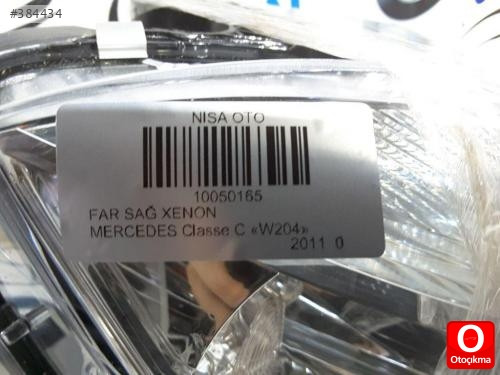 #384434
NISA OTO
10050165
FAR SAĞ XENON
MERCEDES Classe C «W204»
2011 0
Otoçıkma